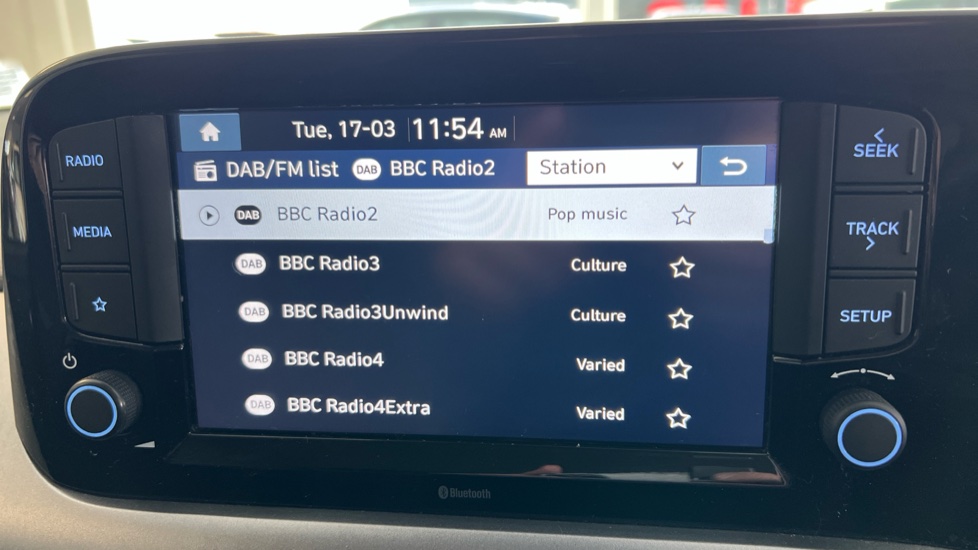 Tue, 17-03 11:54 AM
DAB/FM list DAB BBC Radio2 Station
DAB BBC Radio2 Pop music
DAB BBC Radio3 Culture
DAB BBC Radio3Unwind Culture
DAB BBC Radio4 Varied
DAB BBC Radio4Extra Varied
RADIO
MEDIA
SEEK
TRACK
SETUP
Bluetooth